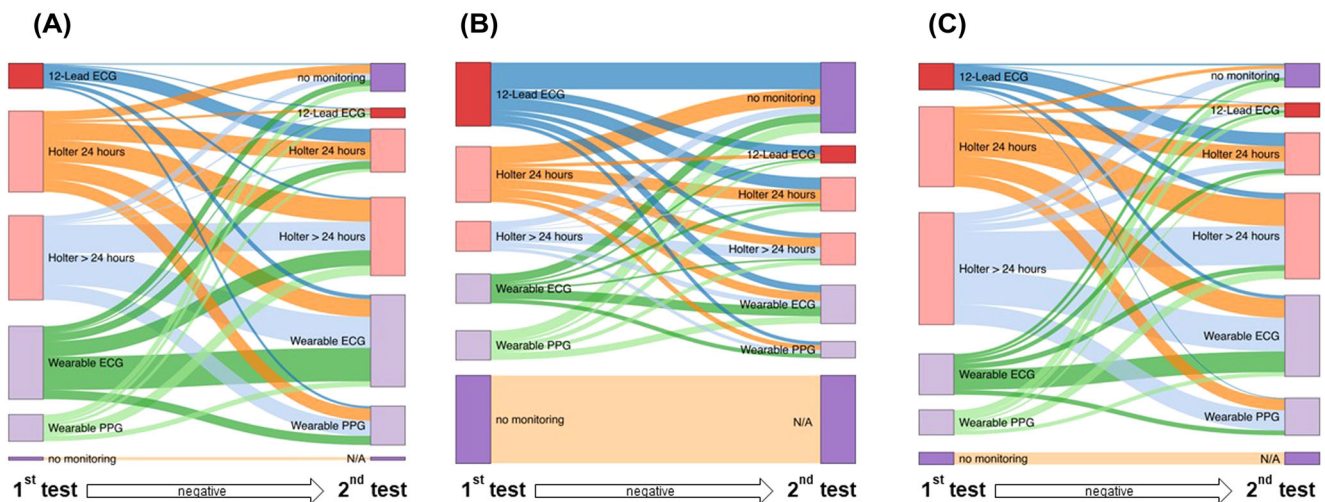 (A)
12-Lead ECG
Holter 24 hours
Holter > 24 hours
Wearable ECG
Wearable PPG
no monitoring
no monitoring
12-Lead ECG
Holter 24 hours
Holter > 24 hours
Wearable ECG
Wearable PPG
N/A
1st test
negative
2nd test
(B)
12-Lead ECG
Holter 24 hours
Holter > 24 hours
Wearable ECG
Wearable PPG
no monitoring
no monitoring
12-Lead ECG
Holter 24 hours
Holter > 24 hours
Wearable ECG
Wearable PPG
N/A
1st test
negative
2nd test
(C)
12-Lead ECG
Holter 24 hours
Holter > 24 hours
Wearable ECG
Wearable PPG
no monitoring
no monitoring
12-Lead ECG
Holter 24 hours
Holter > 24 hours
Wearable ECG
Wearable PPG
N/A
1st test
negative
2nd test